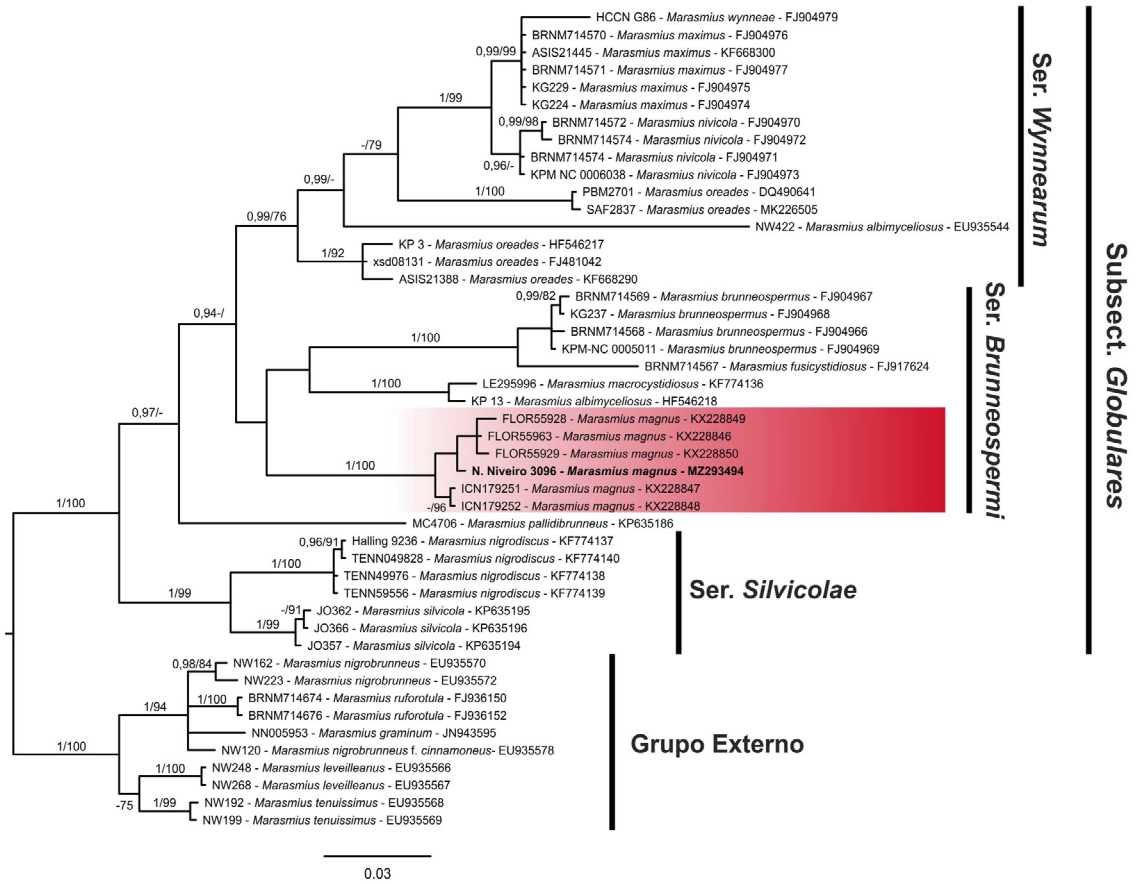 HCCN G86 - Marasmius wynneae - FJ904979
BRNM714570 - Marasmius maximus - FJ904976
0,99/99
ASIS21445 - Marasmius maximus - KF668300
BRNM714571 - Marasmius maximus - FJ904977
KG229 - Marasmius maximus - FJ904975
1/99
KG224 - Marasmius maximus - FJ904974
0,99/98
BRNM714572 - Marasmius nivicola - FJ904970
BRNM714574 - Marasmius nivicola - FJ904972
-/79
BRNM714574 - Marasmius nivicola - FJ904971
0,96/-
KPM NC 0006038 - Marasmius nivicola - FJ904973
0,99/-
1/100
PBM2701 - Marasmius oreades - DQ490641
SAF2837 - Marasmius oreades - MK226505
0,99/76
NW422 - Marasmius albimyceliosus - EU935544
KP 3 - Marasmius oreades - HF546217
1/92
xsd08131 - Marasmius oreades - FJ481042
ASIS21388 - Marasmius oreades - KF668290
Ser. Wynnearum
0,99/82
BRNM714569 - Marasmius brunneospermus - FJ904967
0,94-/
KG237 - Marasmius brunneospermus - FJ904968
BRNM714568 - Marasmius brunneospermus - FJ904966
1/100
KPM-NC 0005011 - Marasmius brunneospermus - FJ904969
BRNM714567 - Marasmius fusicystidiosus - FJ917624
1/100
LE295996 - Marasmius macrocystidiosus - KF774136
KP 13 - Marasmius albimyceliosus - HF546218
0,97/-
FLOR55928 - Marasmius magnus - KX228849
FLOR55963 - Marasmius magnus - KX228846
FLOR55929 - Marasmius magnus - KX228850
1/100
N. Niveiro 3096 - Marasmius magnus - MZ293494
ICN179251 - Marasmius magnus - KX228847
-/96
ICN179252 - Marasmius magnus - KX228848
Ser. Brunneospermi
1/100
MC4706 - Marasmius pallidibrunneus - KP635186
0,96/91
Halling 9236 - Marasmius nigrodiscus - KF774137
TENN049828 - Marasmius nigrodiscus - KF774140
1/100
TENN49976 - Marasmius nigrodiscus - KF774138
TENN59556 - Marasmius nigrodiscus - KF774139
1/99
-/91
JO362 - Marasmius silvicola - KP635195
1/99
JO366 - Marasmius silvicola - KP635196
JO357 - Marasmius silvicola - KP635194
Ser. Silvicolae
Subsect. Globulares
0,98/84
NW162 - Marasmius nigrobrunneus - EU935570
NW223 - Marasmius nigrobrunneus - EU935572
1/100
BRNM714674 - Marasmius ruforotula - FJ936150
1/94
BRNM714676 - Marasmius ruforotula - FJ936152
NN005953 - Marasmius graminum - JN943595
1/100
NW120 - Marasmius nigrobrunneus f. cinnamoneus- EU935578
1/100
NW248 - Marasmius leveilleanus - EU935566
NW268 - Marasmius leveilleanus - EU935567
-75
1/99
NW192 - Marasmius tenuissimus - EU935568
NW199 - Marasmius tenuissimus - EU935569
Grupo Externo
0.03